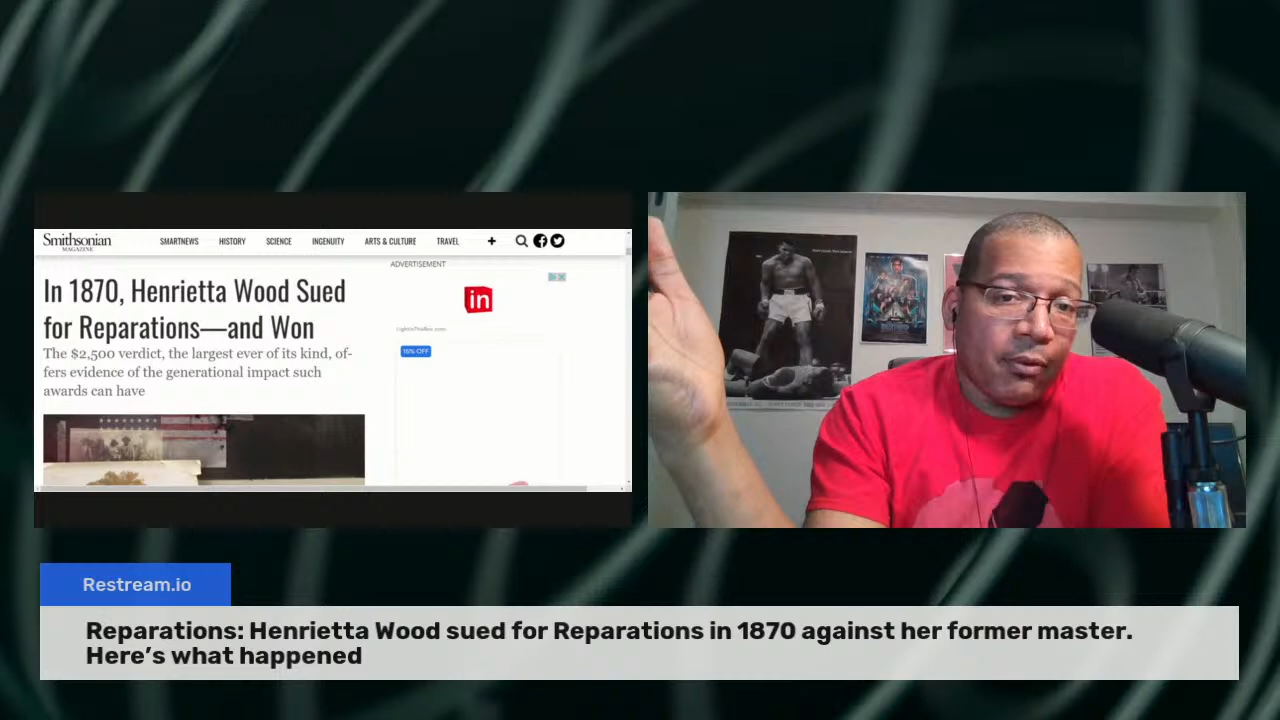 Smithsonian
MAGAZINE
SMARTNEWS HISTORY SCIENCE INGENUITY ARTS & CULTURE TRAVEL
ADVERTISEMENT
In 1870, Henrietta Wood Sued
for Reparations—and Won
The $2,500 verdict, the largest ever of its kind, of-
fers evidence of the generational impact such
awards can have
in
LightInTheBox.com
15% OFF
Restream.io
Reparations: Henrietta Wood sued for Reparations in 1870 against her former master.
Here's what happened